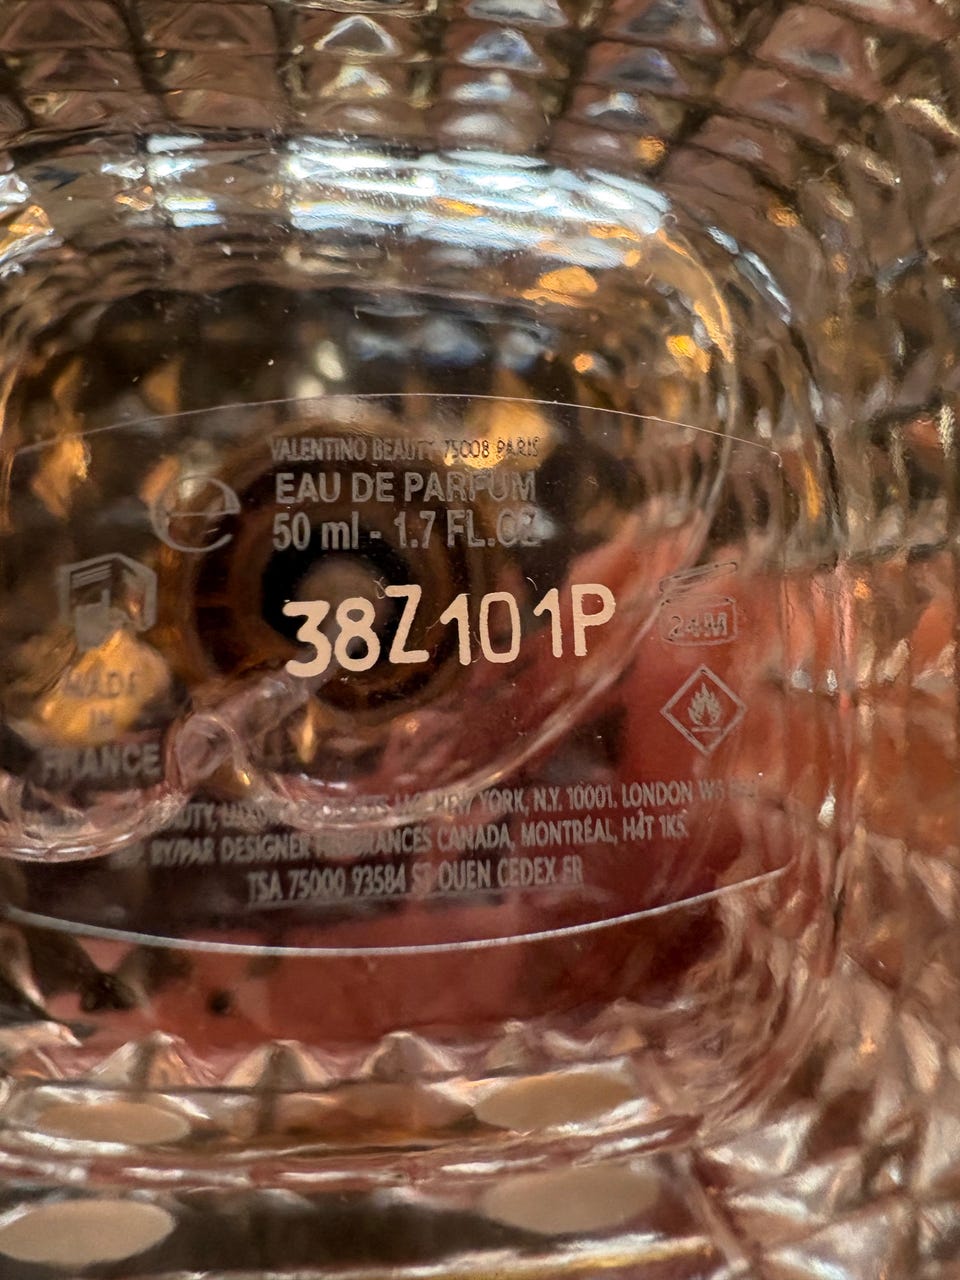 VALENTINO BEAUTY 75008 PARIS
EAU DE PARFUM
50 ml - 1.7 FL.OZ
38Z101P
24M
MADE
IN
FRANCE
NEW YORK, N.Y. 10001. LONDON
BY/PAR DESIGNER FRAGRANCES CANADA, MONTRÉAL, H4T 1K5.
TSA 75000 93584 ST OUEN CEDEX FR